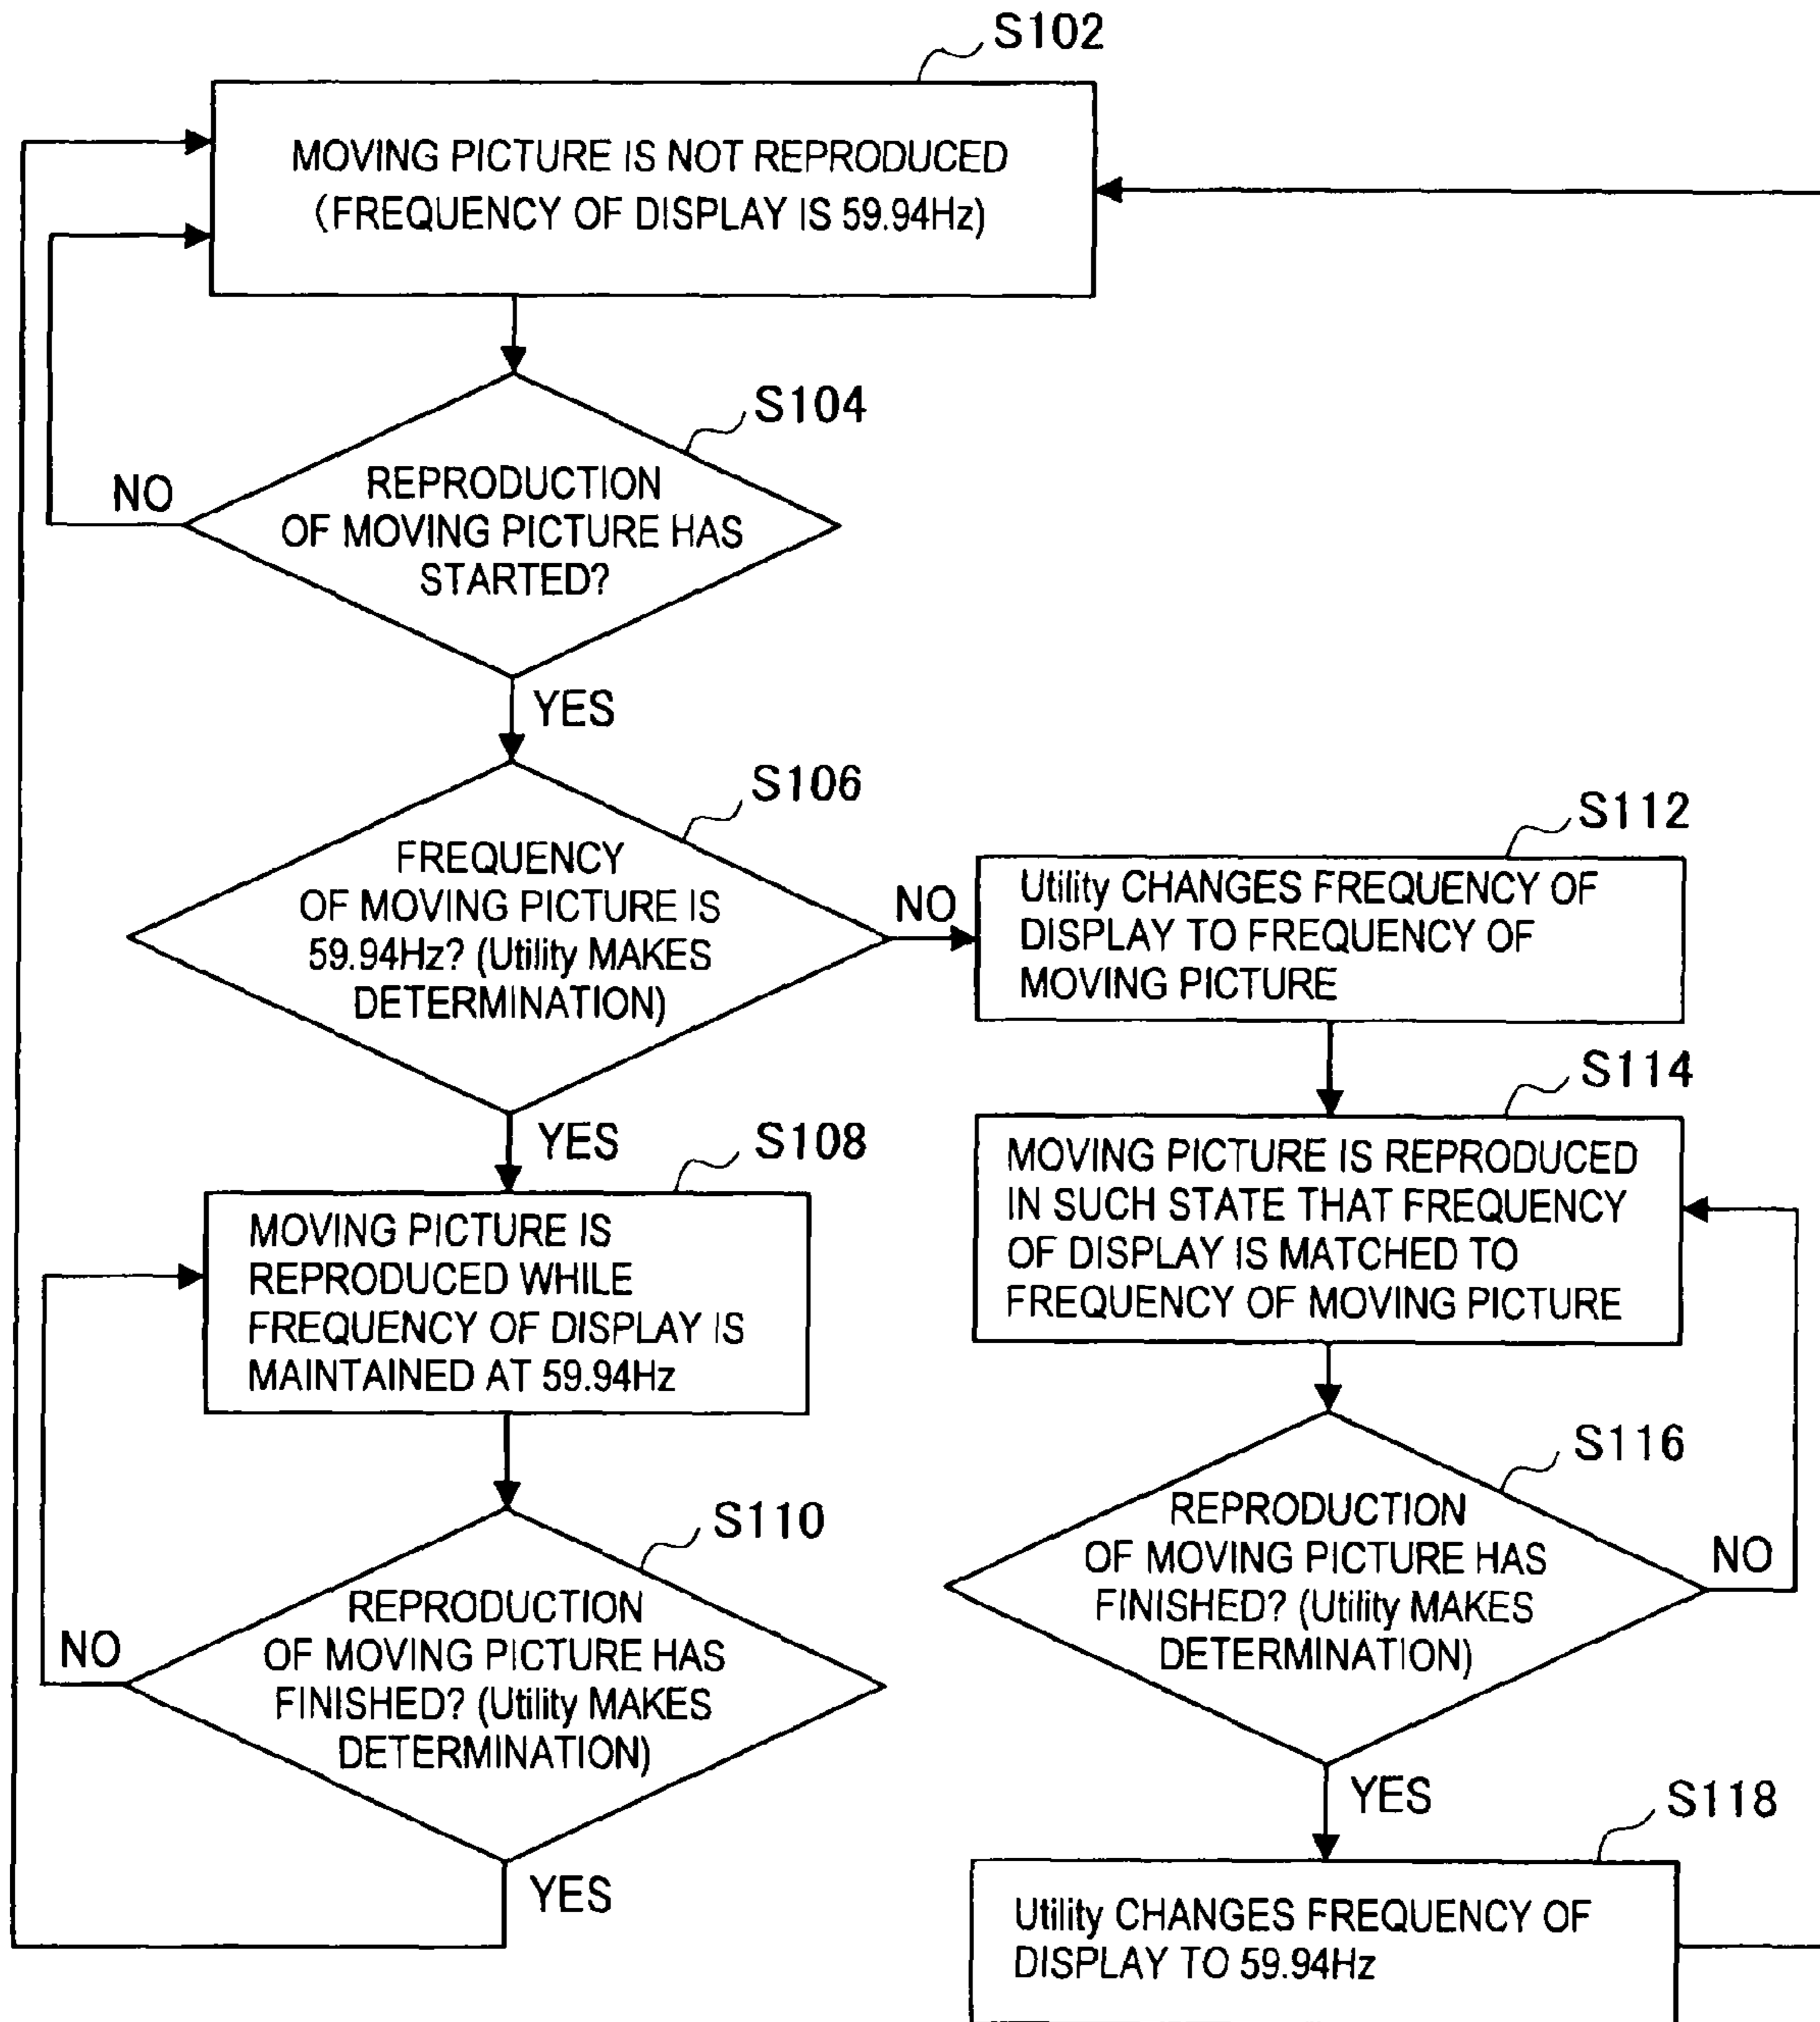 S102
MOVING PICTURE IS NOT REPRODUCED
(FREQUENCY OF DISPLAY IS 59.94Hz)
S104
REPRODUCTION
OF MOVING PICTURE HAS
STARTED?
NO
YES
S106
FREQUENCY
OF MOVING PICTURE IS
59.94Hz? (Utility MAKES
DETERMINATION)
NO
YES
S108
MOVING PICTURE IS
REPRODUCED WHILE
FREQUENCY OF DISPLAY IS
MAINTAINED AT 59.94Hz
S110
REPRODUCTION
OF MOVING PICTURE HAS
FINISHED? (Utility MAKES
DETERMINATION)
NO
YES
S112
Utility CHANGES FREQUENCY OF
DISPLAY TO FREQUENCY OF
MOVING PICTURE
S114
MOVING PICTURE IS REPRODUCED
IN SUCH STATE THAT FREQUENCY
OF DISPLAY IS MATCHED TO
FREQUENCY OF MOVING PICTURE
S116
REPRODUCTION
OF MOVING PICTURE HAS
FINISHED? (Utility MAKES
DETERMINATION)
NO
YES
S118
Utility CHANGES FREQUENCY OF
DISPLAY TO 59.94Hz